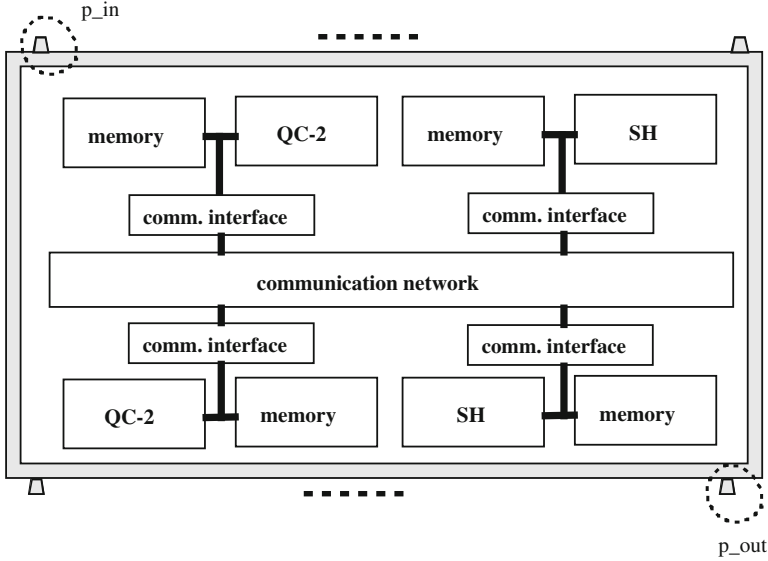 p_in
memory
QC-2
memory
SH
comm. interface
comm. interface
communication network
comm. interface
comm. interface
QC-2
memory
SH
memory
p_out